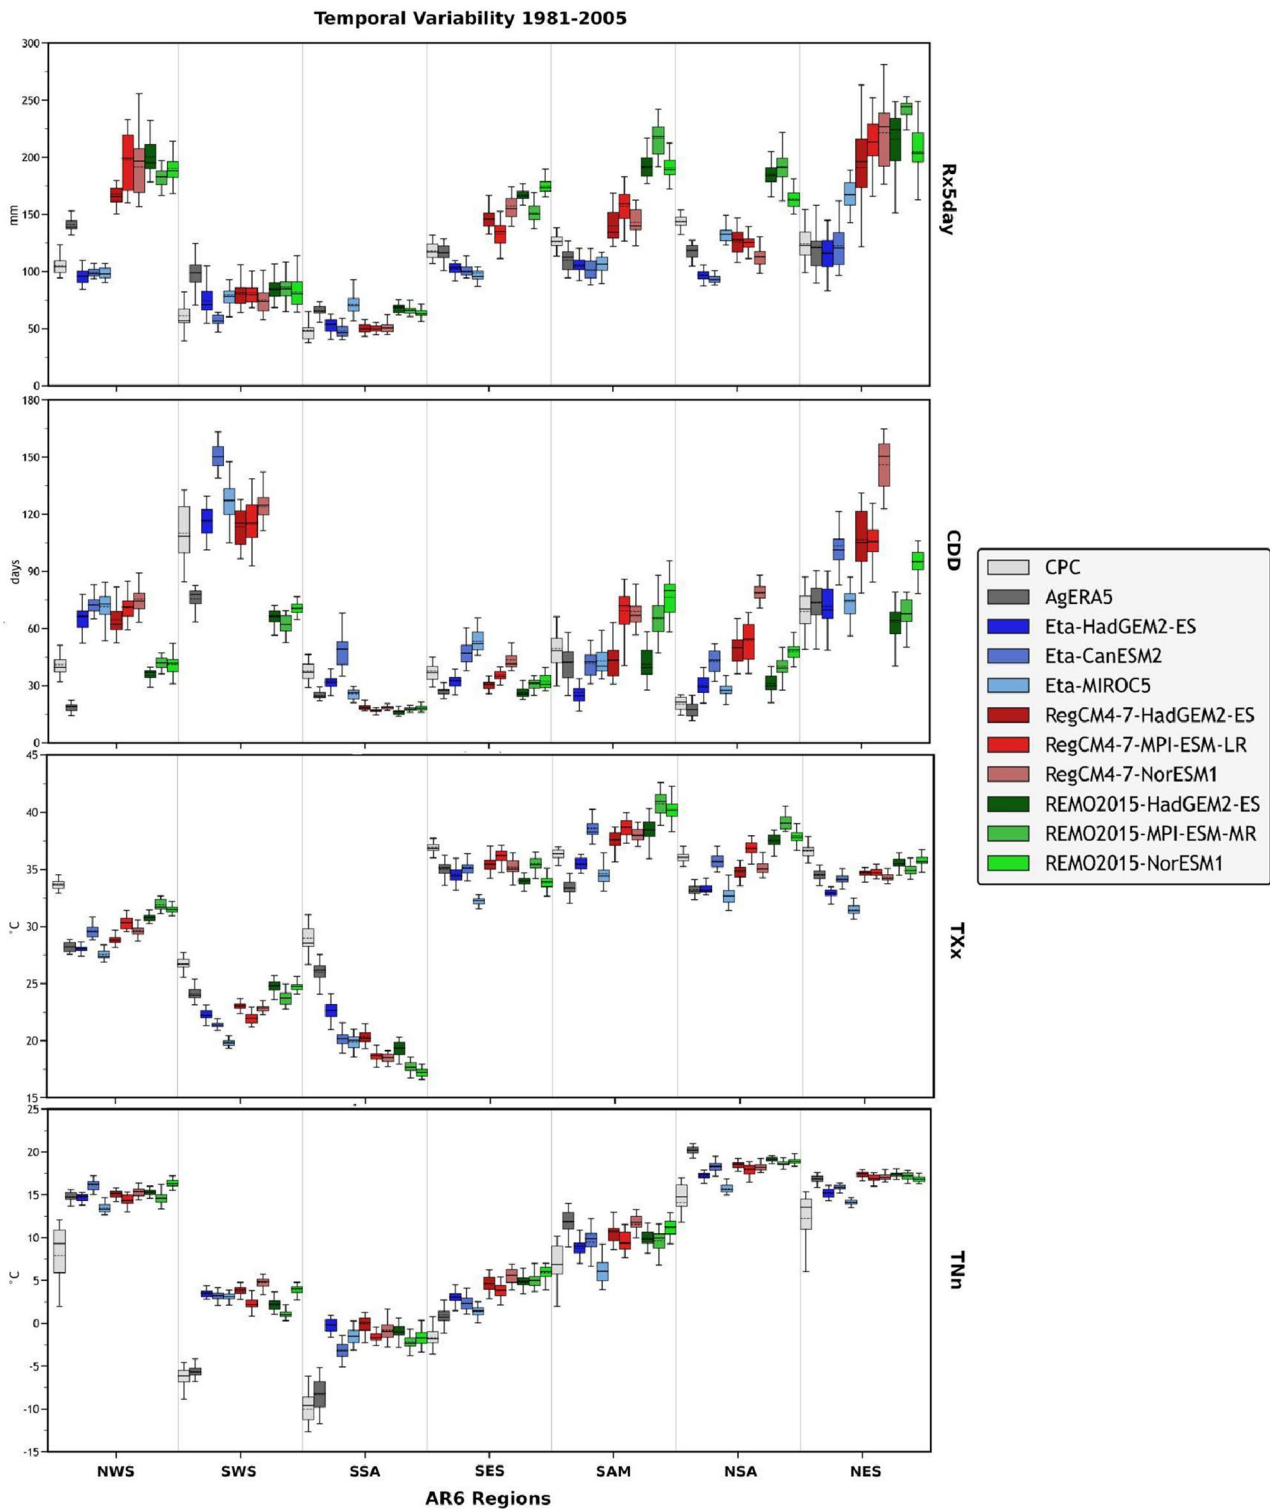 Temporal Variability 1981-2005
300
250
200
150
100
50
0
mm
Rx5day
180
150
120
90
60
30
0
days
CDD
45
40
35
30
25
20
15
°C
TXx
25
20
15
10
5
0
-5
-10
-15
°C
TNn
NWS SWS SSA SES SAM NSA NES
AR6 Regions
CPC
AgERA5
Eta-HadGEM2-ES
Eta-CanESM2
Eta-MIROC5
RegCM4-7-HadGEM2-ES
RegCM4-7-MPI-ESM-LR
RegCM4-7-NorESM1
REMO2015-HadGEM2-ES
REMO2015-MPI-ESM-MR
REMO2015-NorESM1